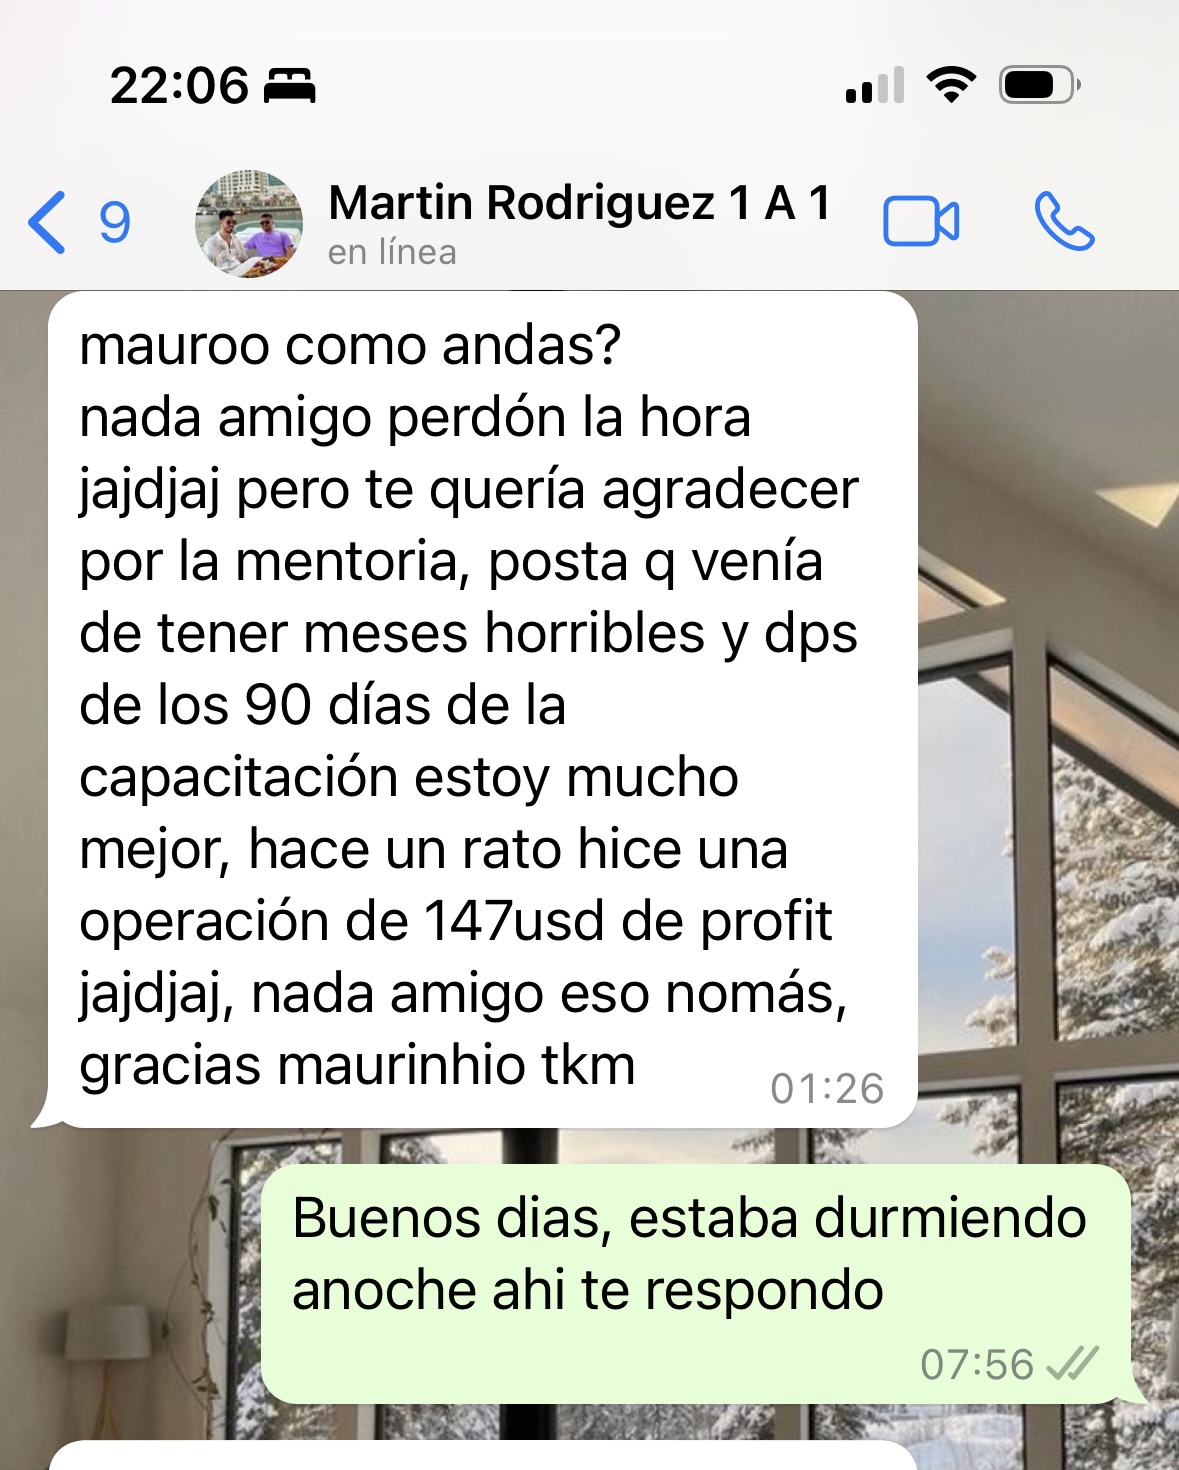 22:06
9
Martin Rodriguez 1 A 1
en línea
mauroo como andas?
nada amigo perdón la hora
jajdjaj pero te quería agradecer
por la mentoria, posta q venía
de tener meses horribles y dps
de los 90 días de la
capacitación estoy mucho
mejor, hace un rato hice una
operación de 147usd de profit
jajdjaj, nada amigo eso nomás,
gracias maurinhio tkm
01:26
Buenos dias, estaba durmiendo
anoche ahi te respondo
07:56